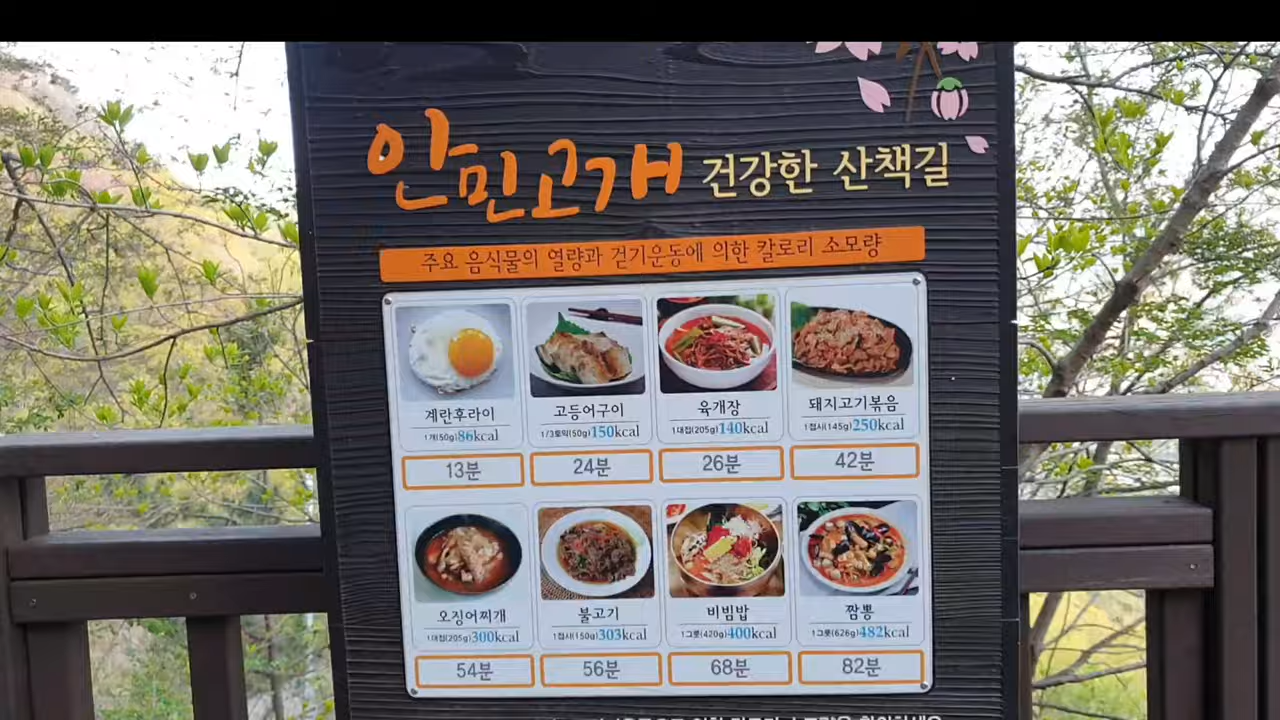 안민고개 건강한 산책길
주요 음식물의 열량과 걷기운동에 의한 칼로리 소모량
계란후라이 고등어구이 육개장 돼지고기볶음
1개(50g)86kcal 1/3토막(50g)150kcal 1대접(205g)140kcal 1접시(145g)250kcal
13분 24분 26분 42분
오징어찌개 불고기 비빔밥 짬뽕
1대접(205g)300kcal 1접시(150g)303kcal 1그릇(420g)400kcal 1그릇(626g)482kcal
54분 56분 68분 82분